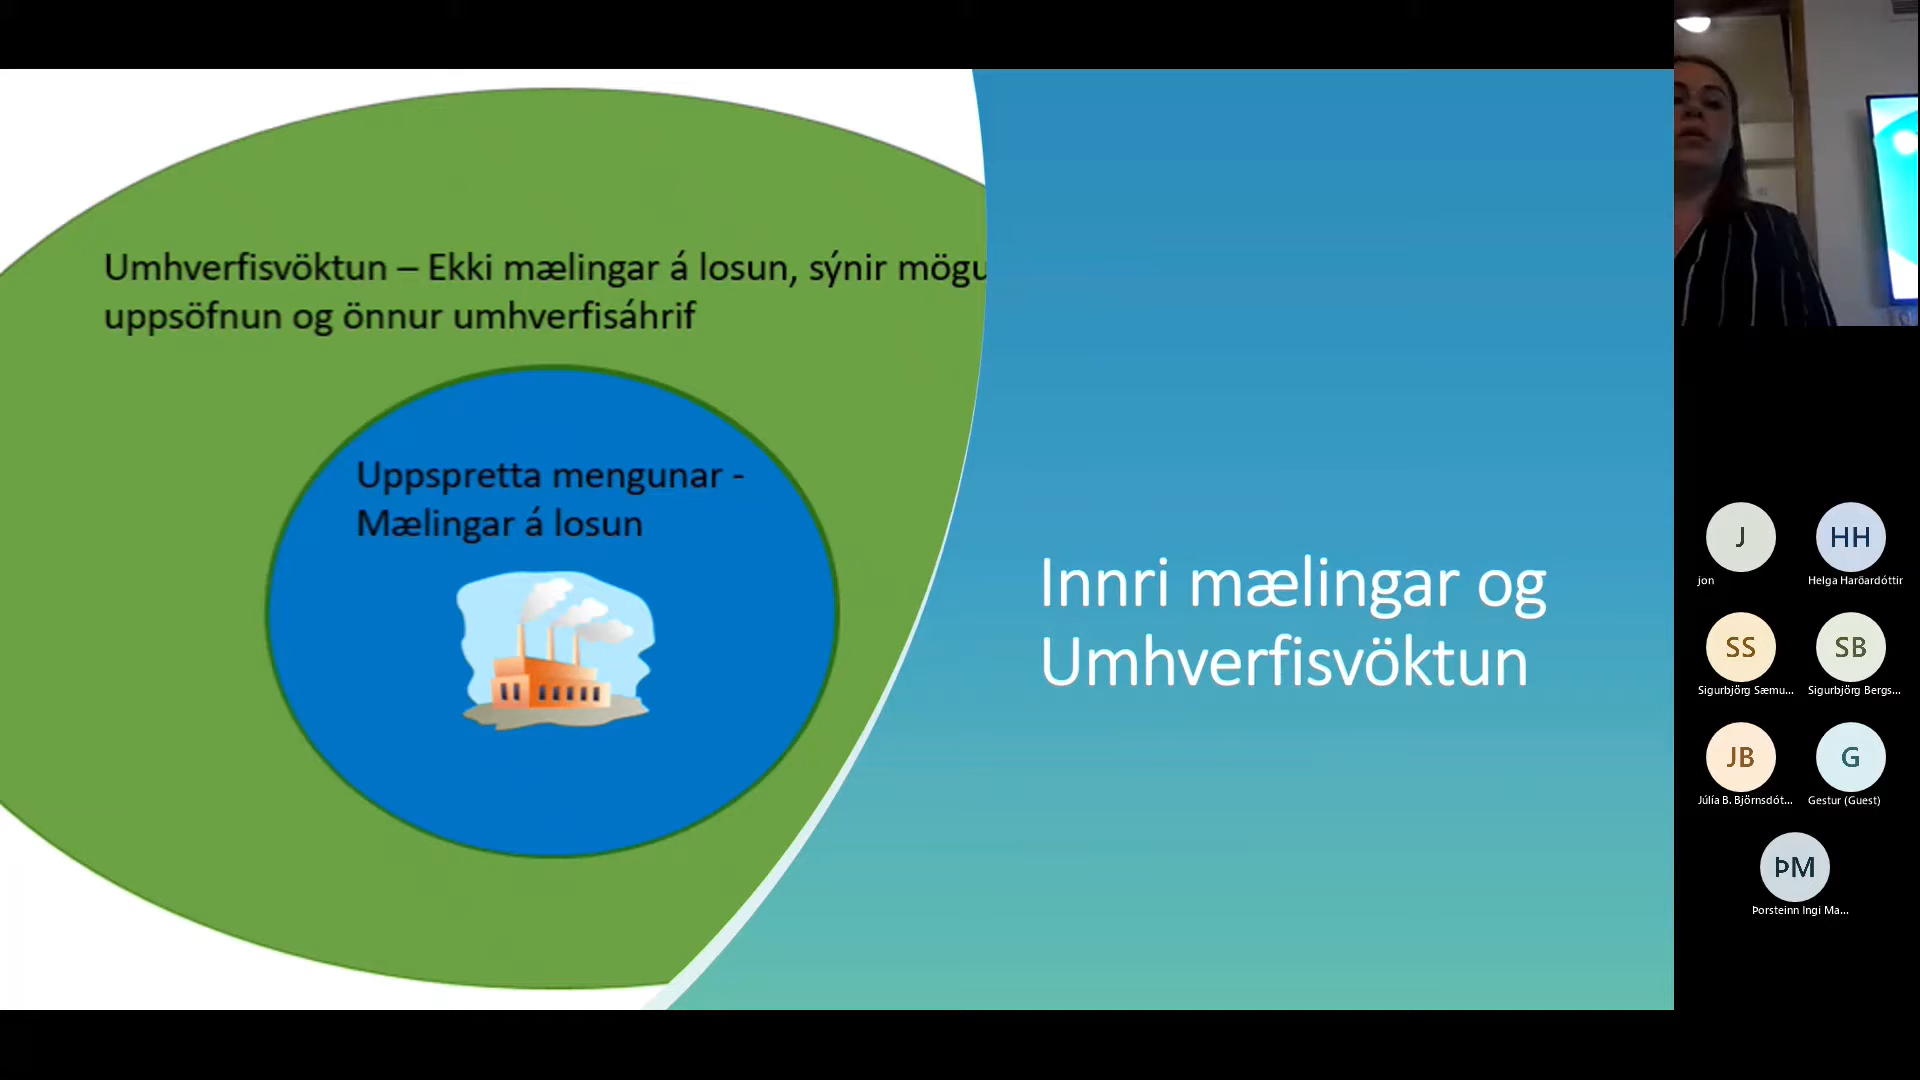 Umhverfisvöktun – Ekki mælingar á losun, sýnir mögu
uppsöfnun og önnur umhverfisáhrif
Uppspretta mengunar -
Mælingar á losun
Innri mælingar og
Umhverfisvöktun
J
HH
jon
Helga Harðardóttir
SS
SB
Sigurbjörg Sæmu...
Sigurbjörg Bergs...
JB
G
Júlía B. Björnsdót...
Gestur (Guest)
ÞM
Þorsteinn Ingi Ma...